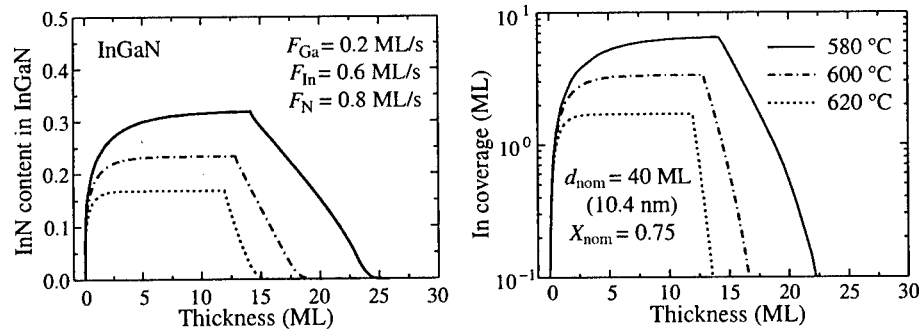 InGaN
F_Ga = 0.2 ML/s
F_In = 0.6 ML/s
F_N = 0.8 ML/s
InN content in InGaN
0.5
0.4
0.3
0.2
0.1
0.0
0 5 10 15 20 25 30
Thickness (ML)
580 °C
600 °C
620 °C
d_nom = 40 ML
(10.4 nm)
X_nom = 0.75
In coverage (ML)
10^1
10^0
10^-1
0 5 10 15 20 25 30
Thickness (ML)